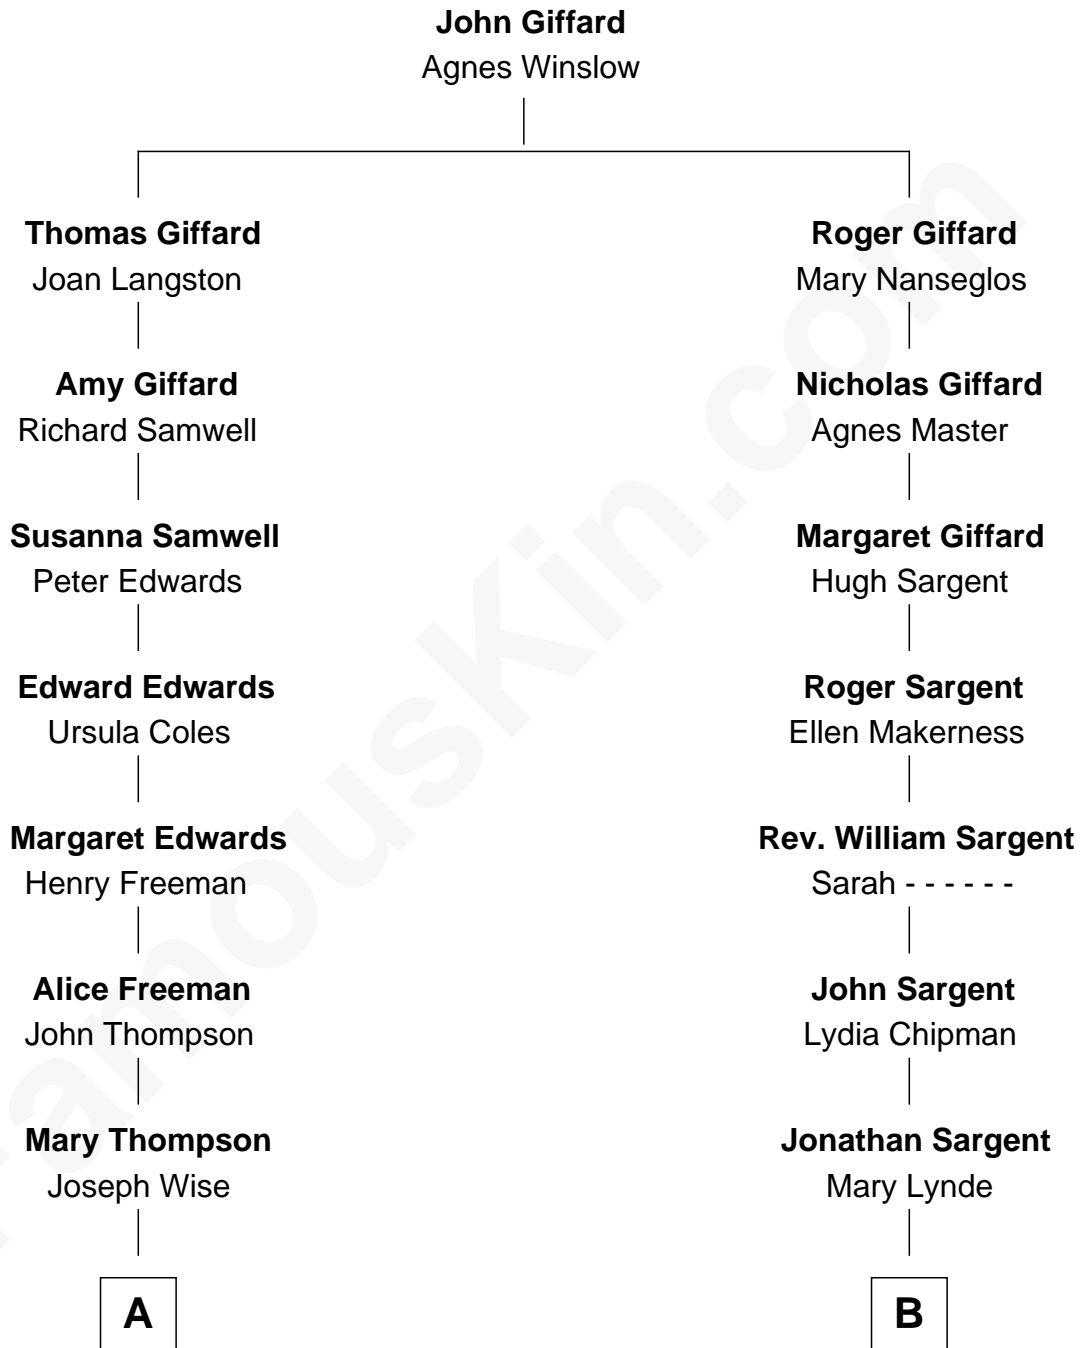 John Giffard
Agnes Winslow
Thomas Giffard
Joan Langston
Amy Giffard
Richard Samwell
Susanna Samwell
Peter Edwards
Edward Edwards
Ursula Coles
Margaret Edwards
Henry Freeman
Alice Freeman
John Thompson
Mary Thompson
Joseph Wise
A
Roger Giffard
Mary Nanseglos
Nicholas Giffard
Agnes Master
Margaret Giffard
Hugh Sargent
Roger Sargent
Ellen Makerness
Rev. William Sargent
Sarah - - - - - -
John Sargent
Lydia Chipman
Jonathan Sargent
Mary Lynde
B
FamousKin.com